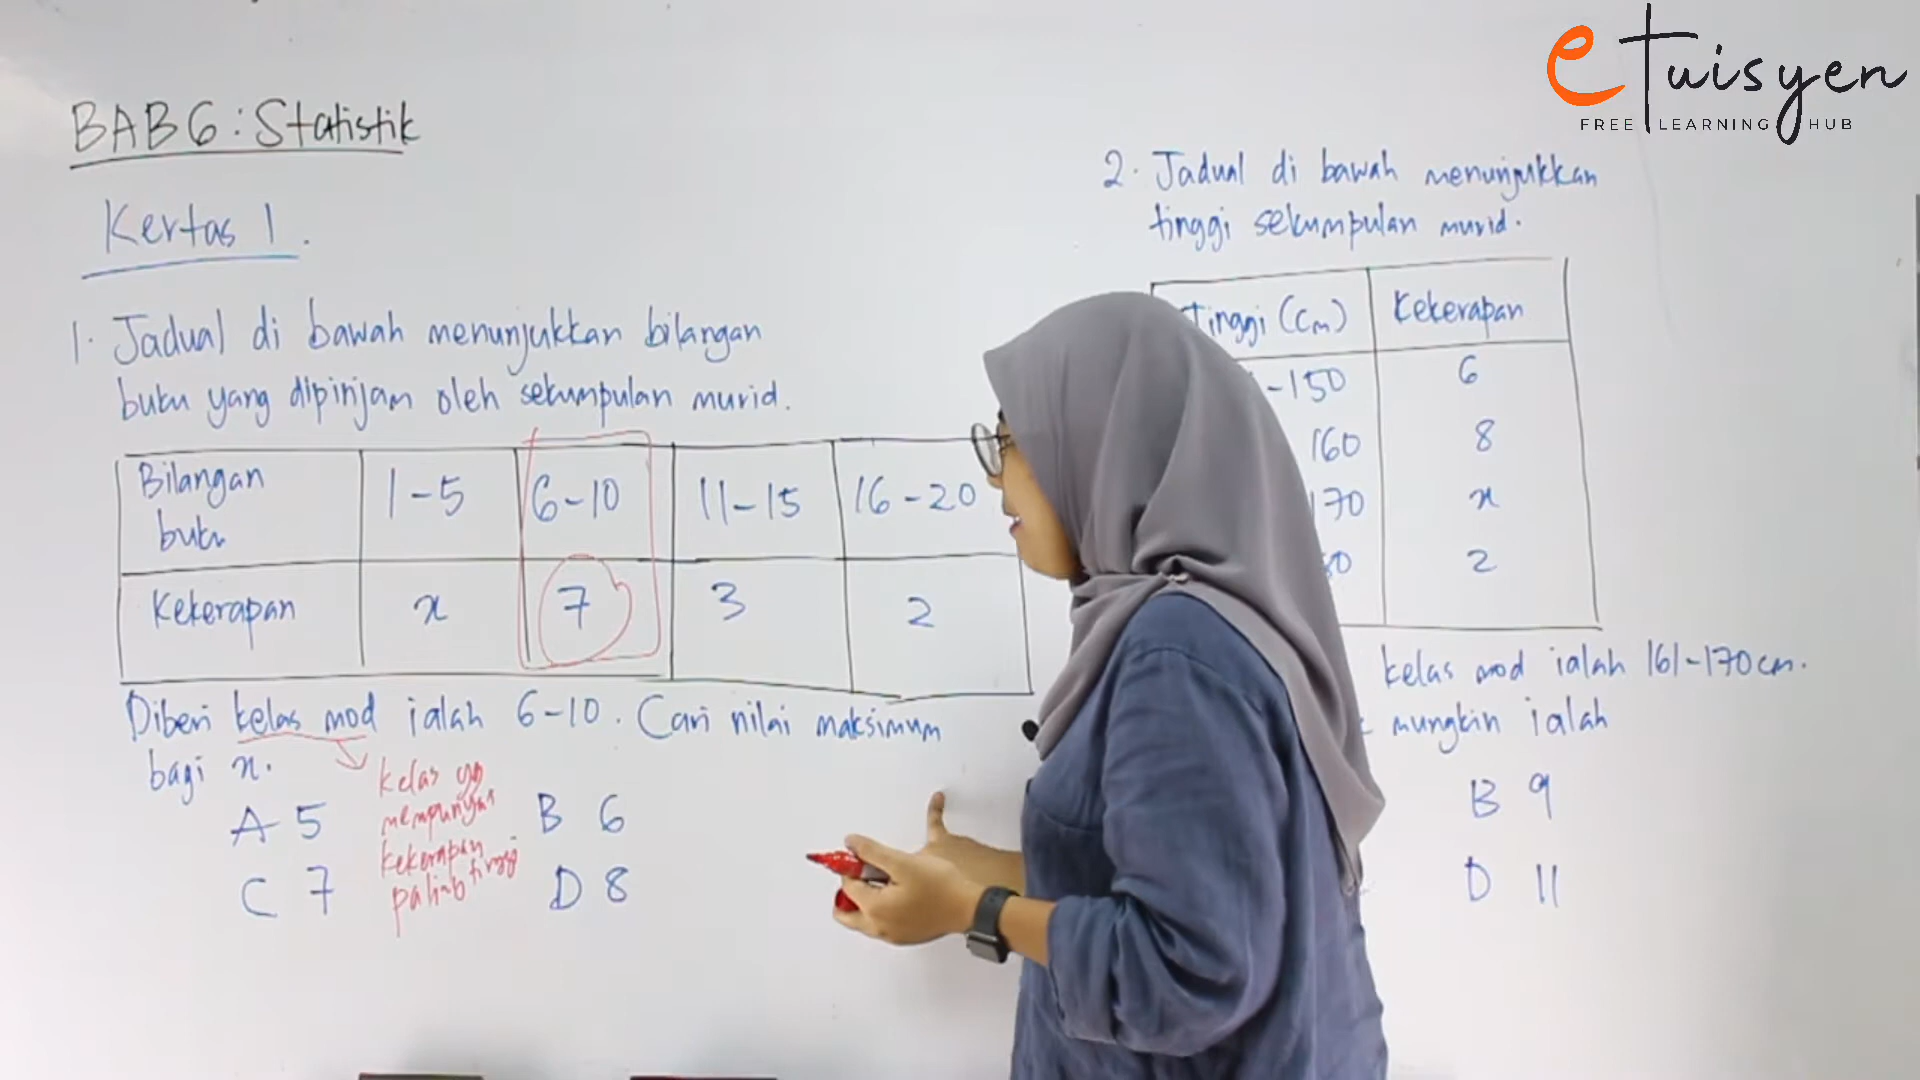 eTuisyen
FREE LEARNING HUB
BAB 6 : Statistik
Kertas 1.
1. Jadual di bawah menunjukkan bilangan
buku yang dipinjam oleh sekumpulan murid.
Bilangan buku 1-5 6-10 11-15 16-20
Kekerapan x 7 3 2
Diberi kelas mod ialah 6-10. Cari nilai maksimum
bagi x.
kelas yg
mempunyai
kekerapan
paling tinggi
A 5 B 6
C 7 D 8
2. Jadual di bawah menunjukkan
tinggi sekumpulan murid.
Tinggi (cm) Kekerapan
-150 6
160 8
170 x
2
kelas mod ialah 161-170cm.
mungkin ialah
B 9
D 11